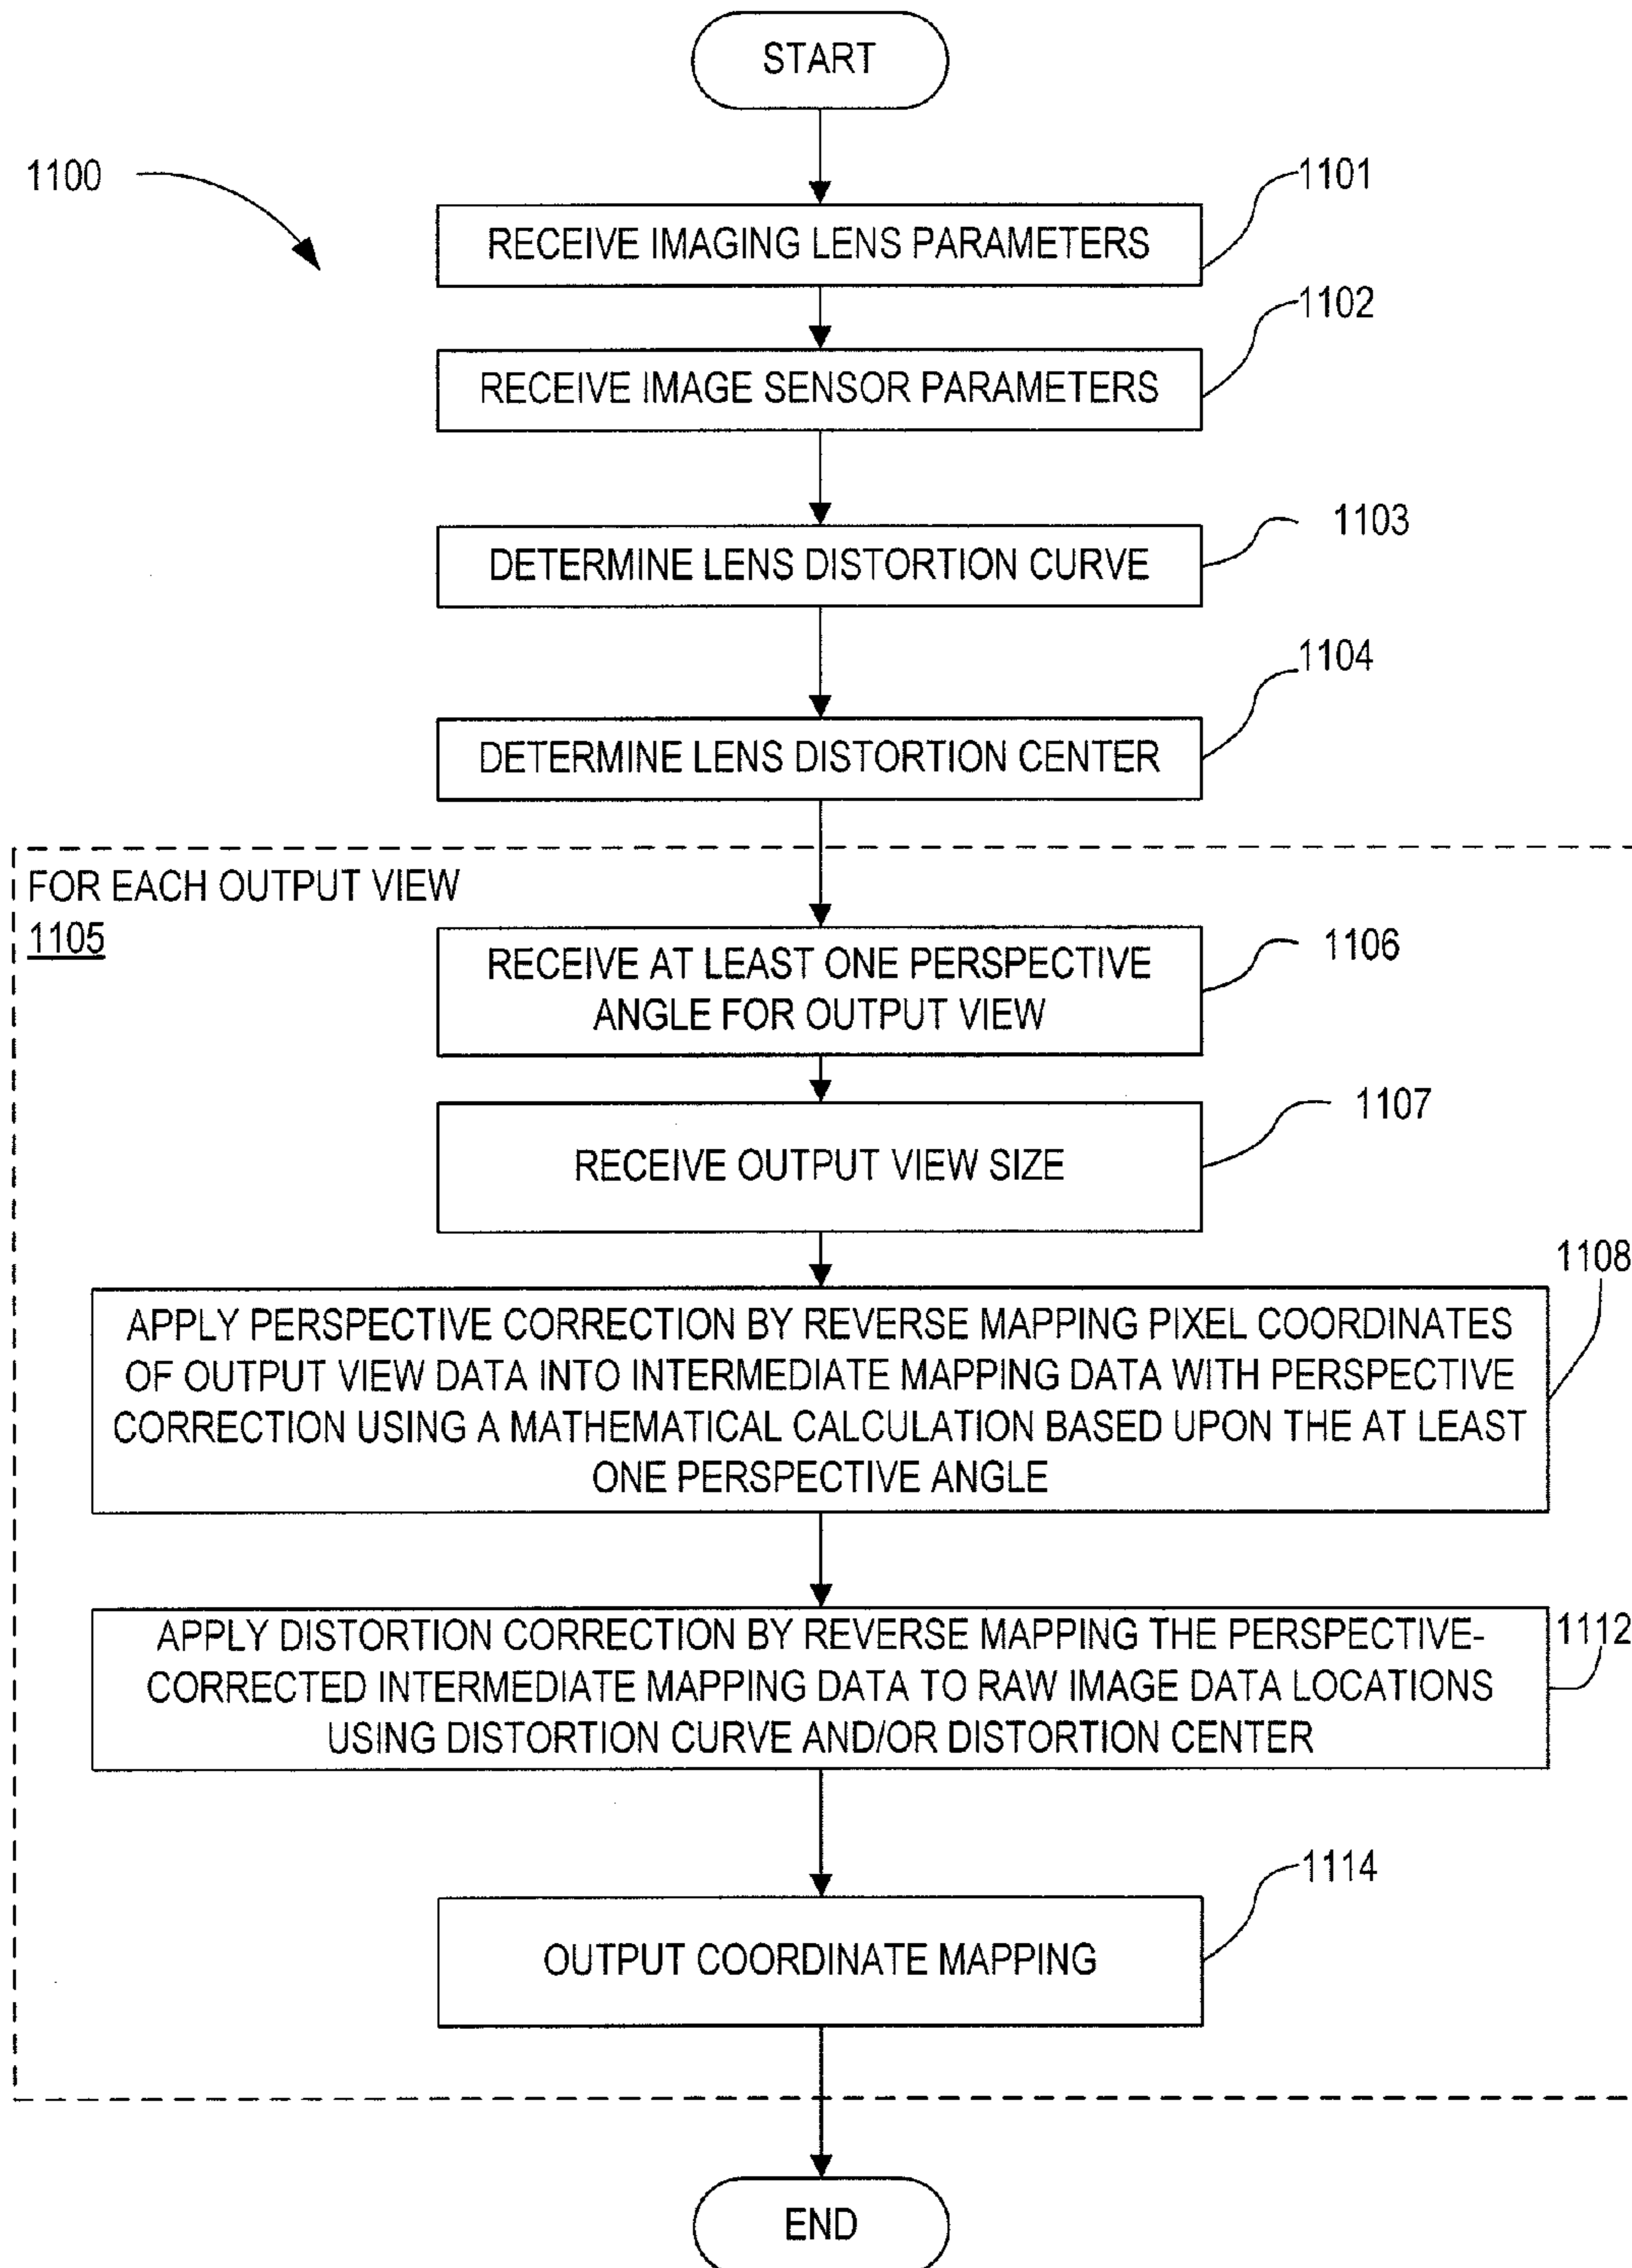 START
1100
1101
RECEIVE IMAGING LENS PARAMETERS
1102
RECEIVE IMAGE SENSOR PARAMETERS
1103
DETERMINE LENS DISTORTION CURVE
1104
DETERMINE LENS DISTORTION CENTER
FOR EACH OUTPUT VIEW
1105
1106
RECEIVE AT LEAST ONE PERSPECTIVE
ANGLE FOR OUTPUT VIEW
1107
RECEIVE OUTPUT VIEW SIZE
1108
APPLY PERSPECTIVE CORRECTION BY REVERSE MAPPING PIXEL COORDINATES
OF OUTPUT VIEW DATA INTO INTERMEDIATE MAPPING DATA WITH PERSPECTIVE
CORRECTION USING A MATHEMATICAL CALCULATION BASED UPON THE AT LEAST
ONE PERSPECTIVE ANGLE
1112
APPLY DISTORTION CORRECTION BY REVERSE MAPPING THE PERSPECTIVE-
CORRECTED INTERMEDIATE MAPPING DATA TO RAW IMAGE DATA LOCATIONS
USING DISTORTION CURVE AND/OR DISTORTION CENTER
1114
OUTPUT COORDINATE MAPPING
END